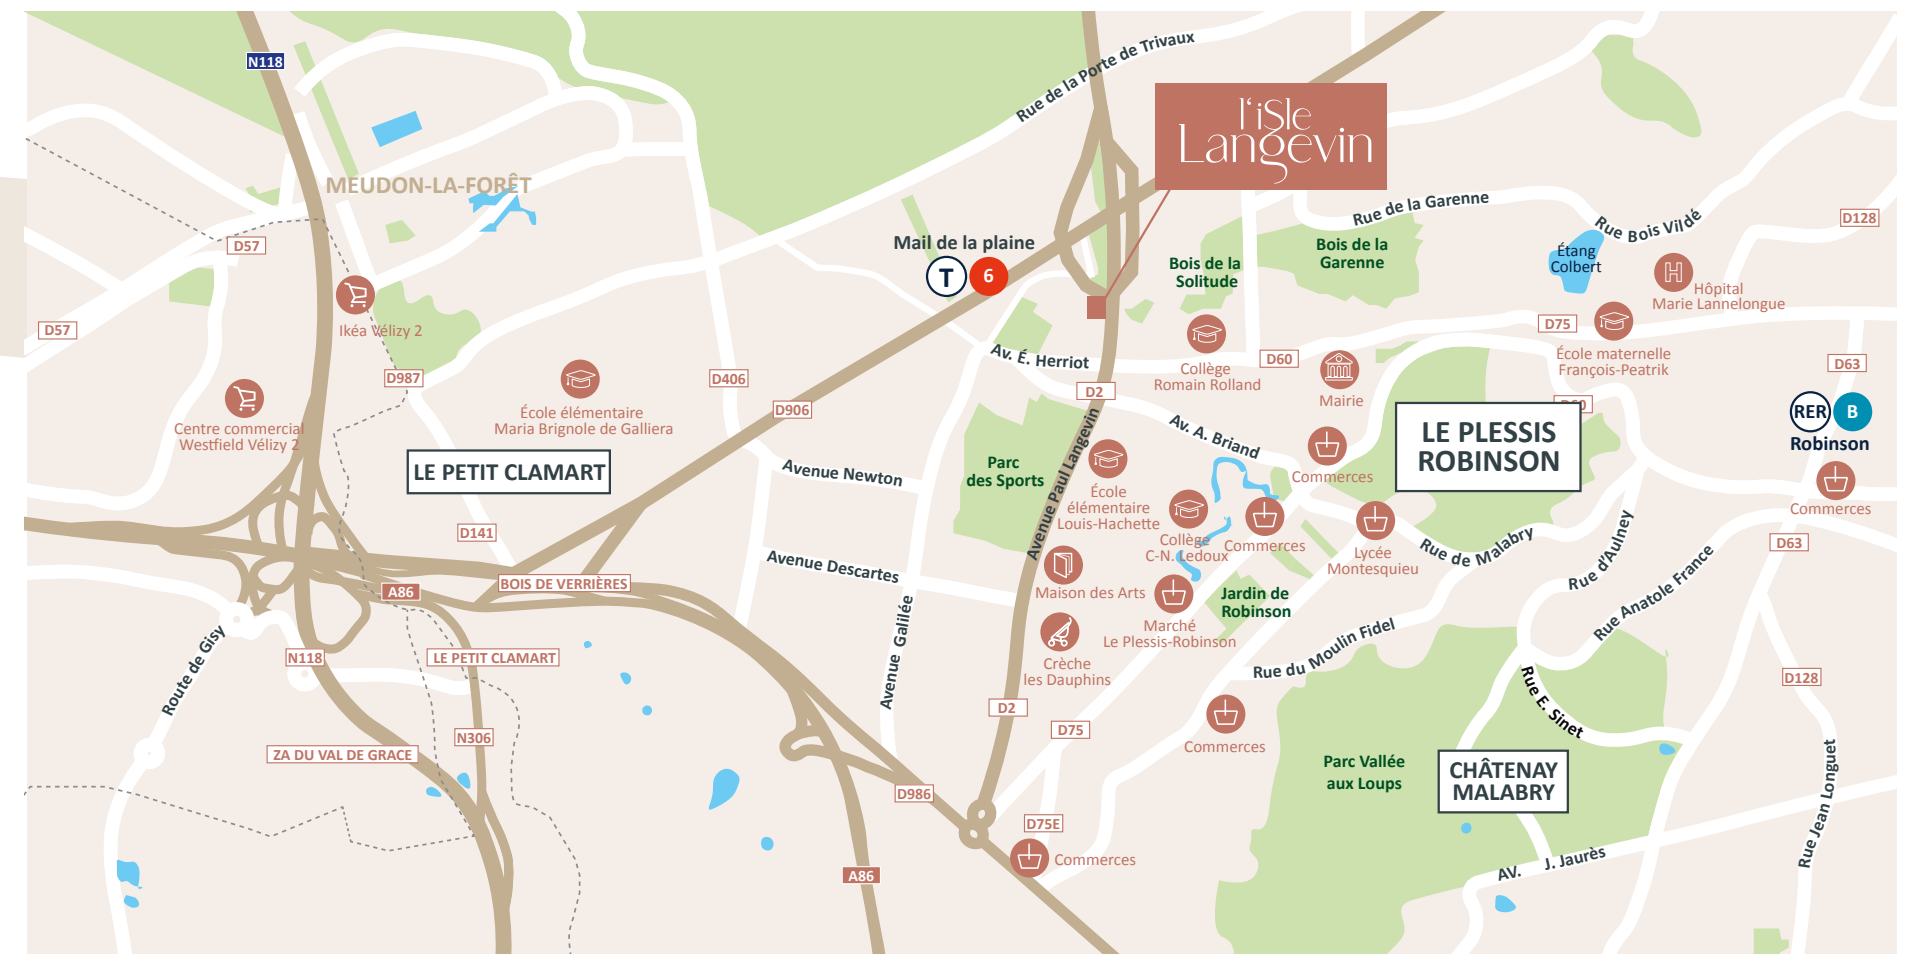 N118
Rue de la Porte de Trivaux
l'iSle
Langevin
MEUDON-LA-FORÊT
Rue de la Garenne
Rue Bois Vildé
D128
D57
Mail de la plaine
T 6
Bois de la
Solitude
Bois de la
Garenne
Étang
Colbert
H
Hôpital
Marie Lannelongue
Ikéa Vélizy 2
D57
D75
École maternelle
François-Peatrik
Av. É. Herriot
Collège
Romain Rolland
D60
Mairie
D63
D987
D406
D906
D2
D60
Centre commercial
Westfield Vélizy 2
École élémentaire
Maria Brignole de Galliera
LE PETIT CLAMART
Avenue Newton
Parc
des Sports
Avenue Paul Langevin
Av. A. Briand
LE PLESSIS
ROBINSON
RER B
Robinson
Commerces
École
élémentaire
Louis-Hachette
Commerces
Collège
C-N. Ledoux
Commerces
Lycée
Montesquieu
Rue de Malabry
Rue d'Aulney
Rue Anatole France
D63
D141
BOIS DE VERRIÈRES
A86
Avenue Descartes
Maison des Arts
Marché
Le Plessis-Robinson
Jardin de
Robinson
Route de Gisy
N118
LE PETIT CLAMART
Avenue Galilée
Crèche
les Dauphins
Rue du Moulin Fidel
Rue E. Sinet
D128
D2
D75
Commerces
N306
ZA DU VAL DE GRACE
Parc Vallée
aux Loups
CHÂTENAY
MALABRY
Rue Jean Longuet
D986
D75E
Commerces
A86
AV. J. Jaurès